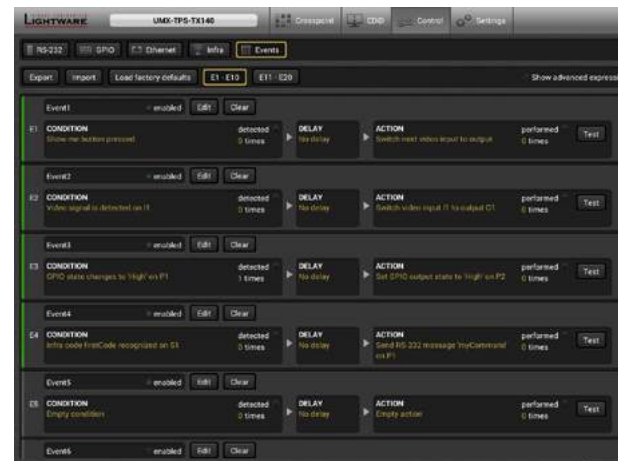 LIGHTWARE UMX-TPS-TX140 Crosspoint EDID Control Settings
RS-232 GPIO Ethernet Infra Events
Export Import Load factory defaults E1 - E10 E11 - E20 Show advanced expressi
Event1 enabled Edit Clear
E1 CONDITION detected DELAY ACTION performed Test
Show me button pressed 0 times No delay Switch next video input to output 0 times
Event2 enabled Edit Clear
E2 CONDITION detected DELAY ACTION performed Test
Video signal is detected on I1 0 times No delay Switch video input I1 to output O1 0 times
Event3 enabled Edit Clear
E3 CONDITION detected DELAY ACTION performed Test
GPIO state changes to 'High' on P1 1 times No delay Set GPIO output state to 'High' on P2 0 times
Event4 enabled Edit Clear
E4 CONDITION detected DELAY ACTION performed Test
Infra code FirstCode recognized on S1 0 times No delay Send RS-232 message 'myCommand' 0 times
on P1
Event5 enabled Edit Clear
E5 CONDITION detected DELAY ACTION performed Test
Empty condition 0 times No delay Empty action 0 times
Event6 enabled Edit Clear